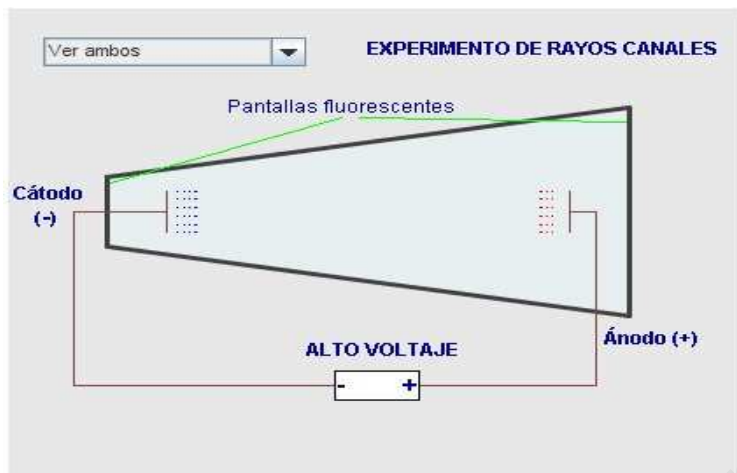 Ver ambos
EXPERIMENTO DE RAYOS CANALES
Pantallas fluorescentes
Cátodo
(-)
Ánodo (+)
ALTO VOLTAJE
- +